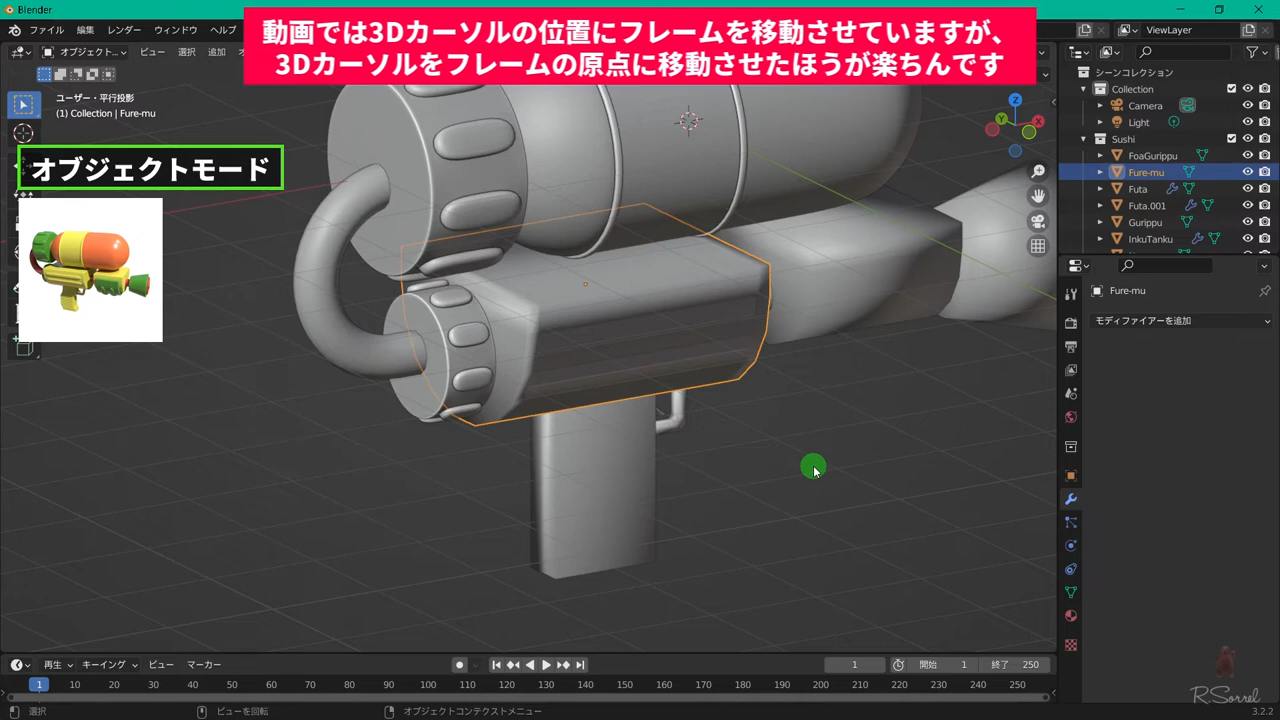 Blender
動画では3Dカーソルの位置にフレームを移動させていますが、
3Dカーソルをフレームの原点に移動させたほうが楽ちんです
ファイル 編集 レンダー ウィンドウ ヘルプ
ViewLayer
オブジェクト... ビュー 選択 追加
ユーザー・平行投影
(1) Collection | Fure-mu
オブジェクトモード
Z
Y
X
シーンコレクション
Collection
Camera
Light
Sushi
FoaGurippu
Fure-mu
Futa
Futa.001
Gurippu
InkuTanku
Fure-mu
モディファイアーを追加
再生 キーイング ビュー マーカー
1 開始 1 終了 250
1 10 20 30 40 50 60 70 80 90 100 110 120 130 140 150 160 170 180 190 200 210 220 230 240 250
選択 ビューを回転 オブジェクトコンテクストメニュー
R.Sorrel
3.2.2